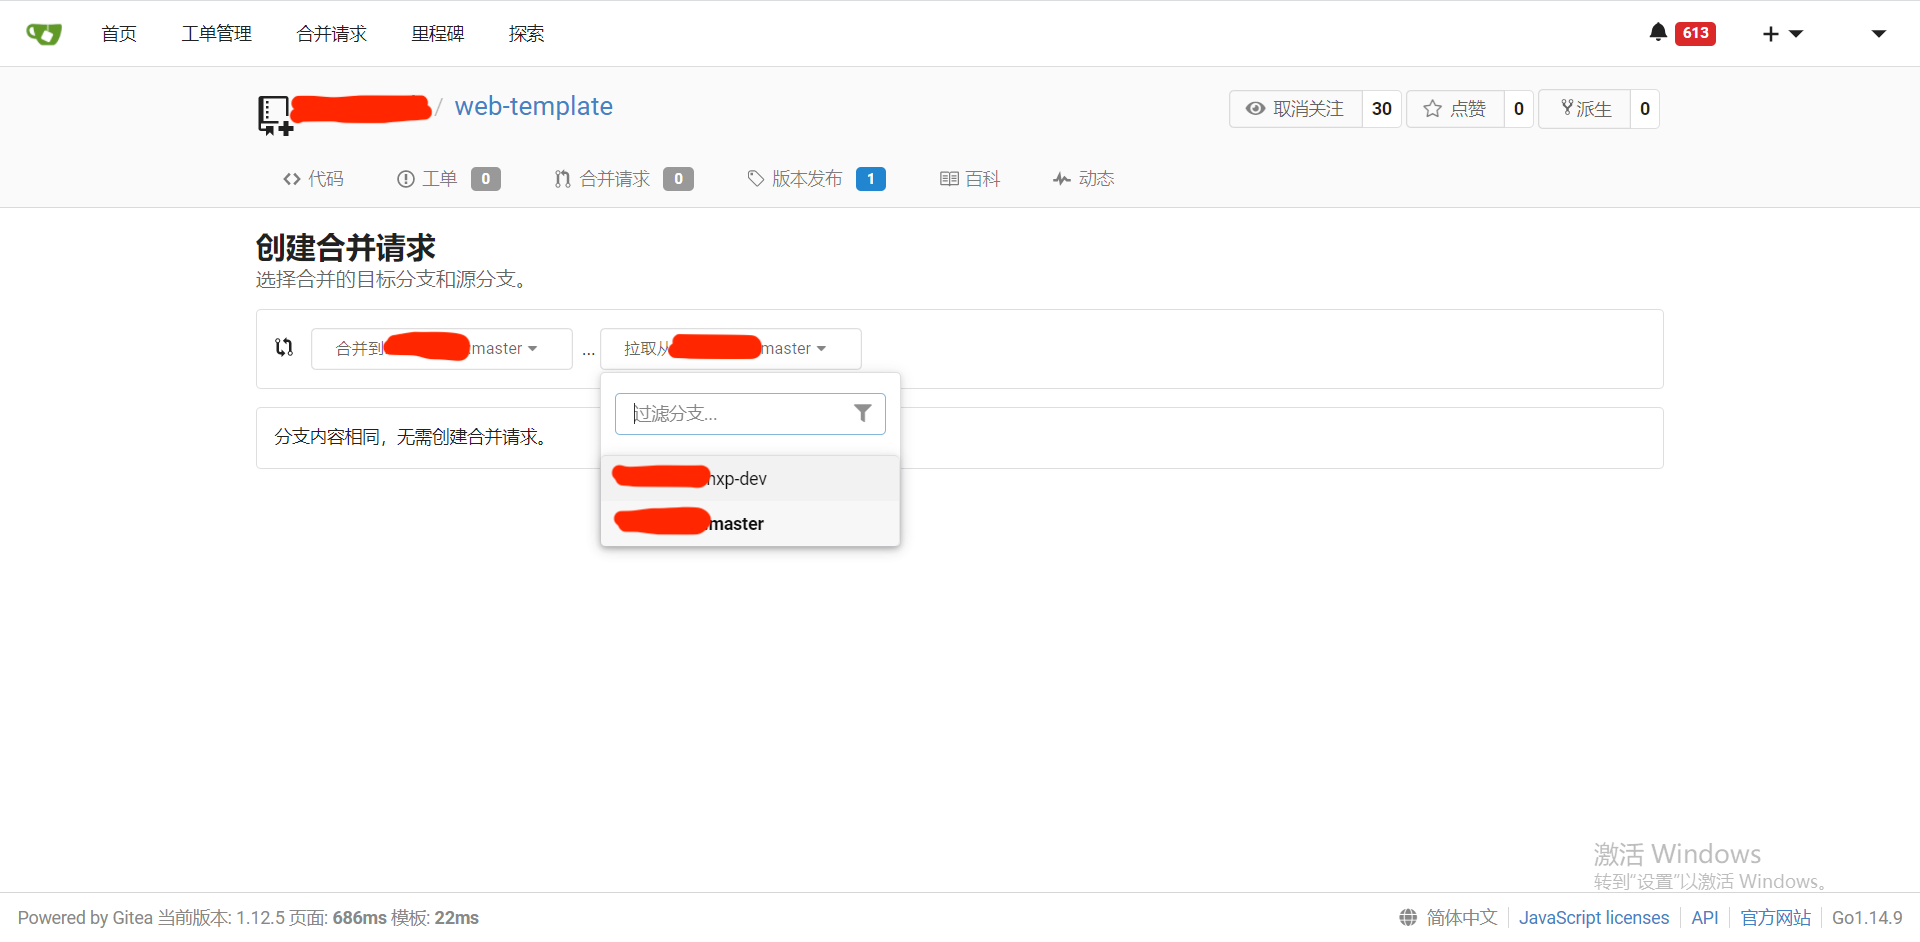 首页 工单管理 合并请求 里程碑 探索 613
/ web-template 取消关注 30 点赞 0 派生 0
代码 工单 0 合并请求 0 版本发布 1 百科 动态
创建合并请求
选择合并的目标分支和源分支。
合并到 master ... 拉取从 master
过滤分支...
分支内容相同，无需创建合并请求。
nxp-dev
master
激活 Windows
转到“设置”以激活 Windows。
Powered by Gitea 当前版本: 1.12.5 页面: 686ms 模板: 22ms 简体中文 JavaScript licenses API 官方网站 Go1.14.9